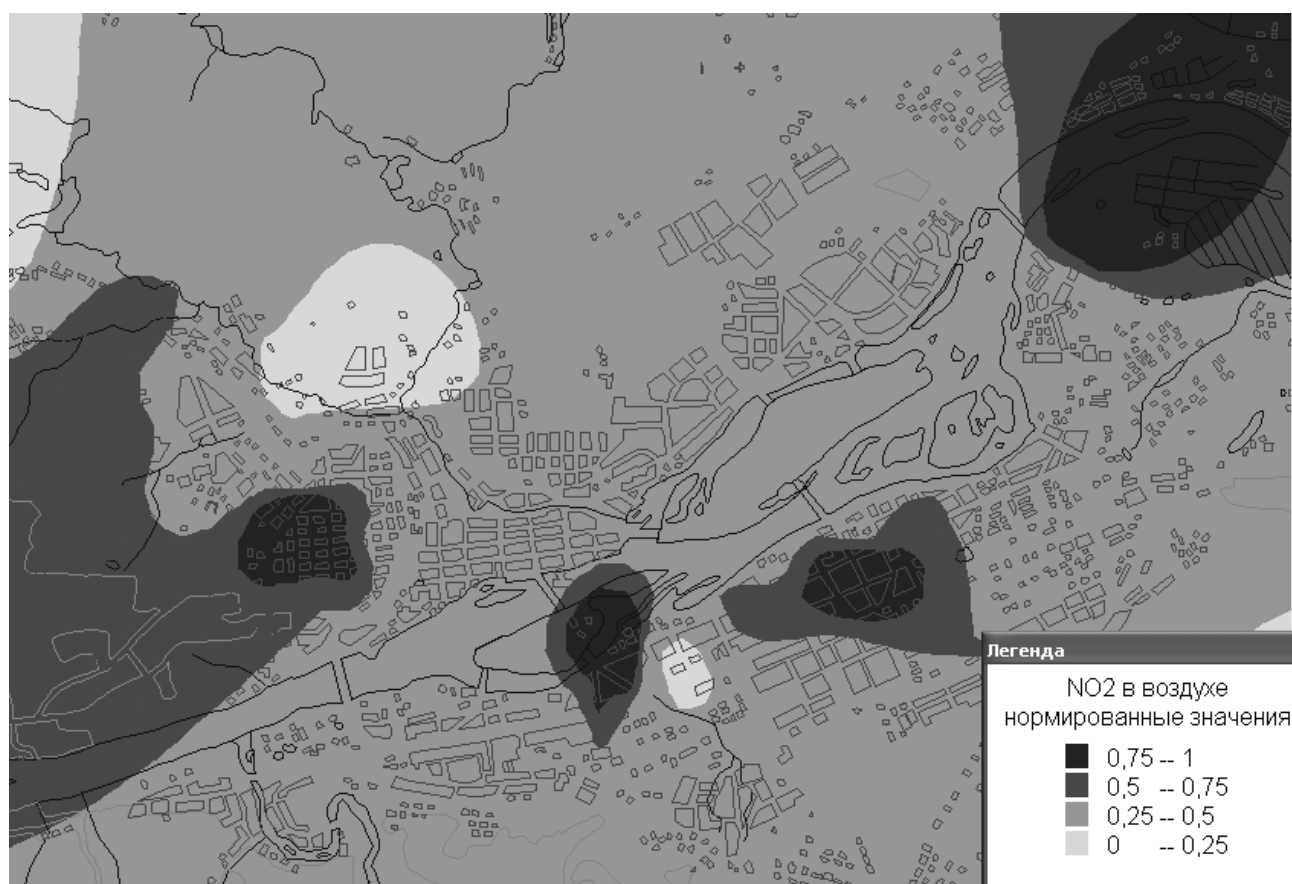 Легенда
NO2 в воздухе
нормированные значения
0,75 -- 1
0,5 -- 0,75
0,25 -- 0,5
0 -- 0,25